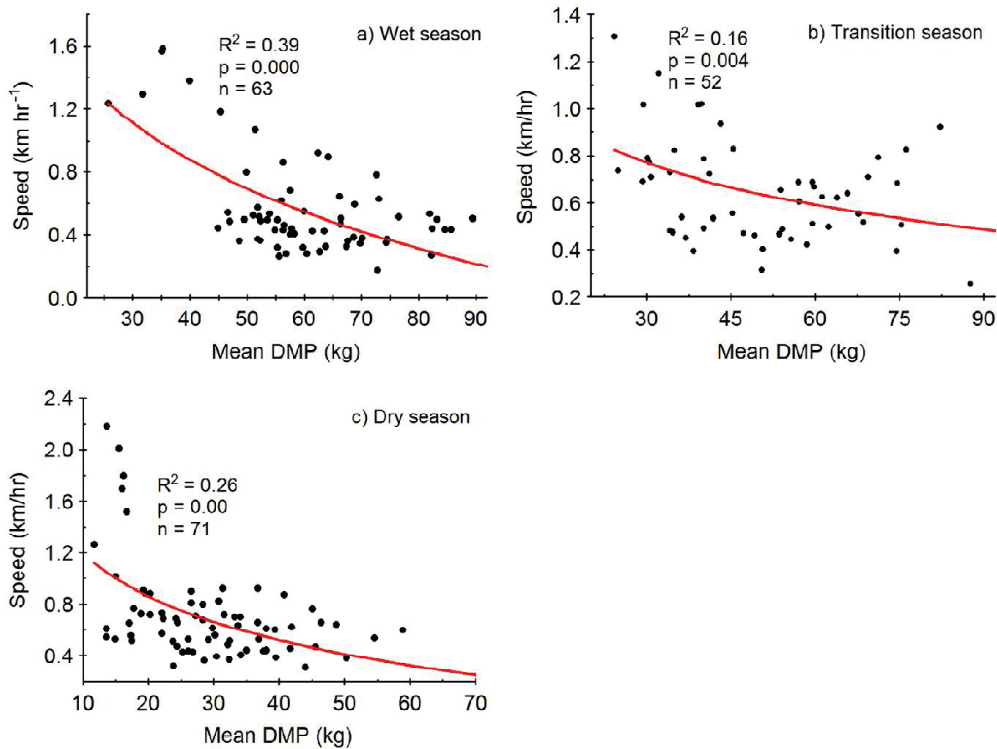 a) Wet season
R² = 0.39
p = 0.000
n = 63
Speed (km hr⁻¹)
1.6
1.2
0.8
0.4
0.0
30 40 50 60 70 80 90
Mean DMP (kg)
b) Transition season
R² = 0.16
p = 0.004
n = 52
Speed (km/hr)
1.4
1.2
1.0
0.8
0.6
0.4
0.2
30 45 60 75 90
Mean DMP (kg)
c) Dry season
R² = 0.26
p = 0.00
n = 71
Speed (km/hr)
2.4
2.0
1.6
1.2
0.8
0.4
10 20 30 40 50 60 70
Mean DMP (kg)